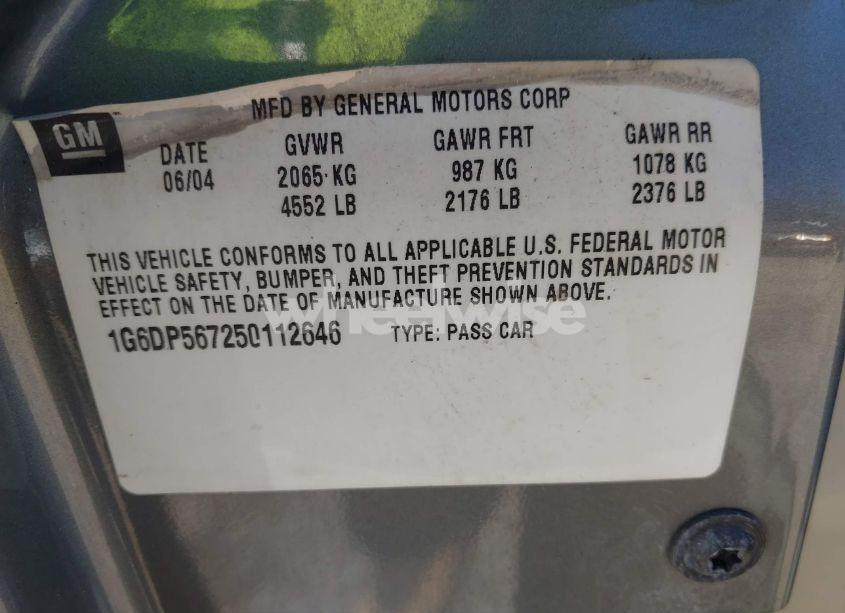 MFD BY GENERAL MOTORS CORP
GM
DATE GVWR GAWR FRT GAWR RR
06/04 2065 KG 987 KG 1078 KG
4552 LB 2176 LB 2376 LB
THIS VEHICLE CONFORMS TO ALL APPLICABLE U.S. FEDERAL MOTOR
VEHICLE SAFETY, BUMPER, AND THEFT PREVENTION STANDARDS IN
EFFECT ON THE DATE OF MANUFACTURE SHOWN ABOVE.
1G6DP567250112646 TYPE: PASS CAR
wheelwise